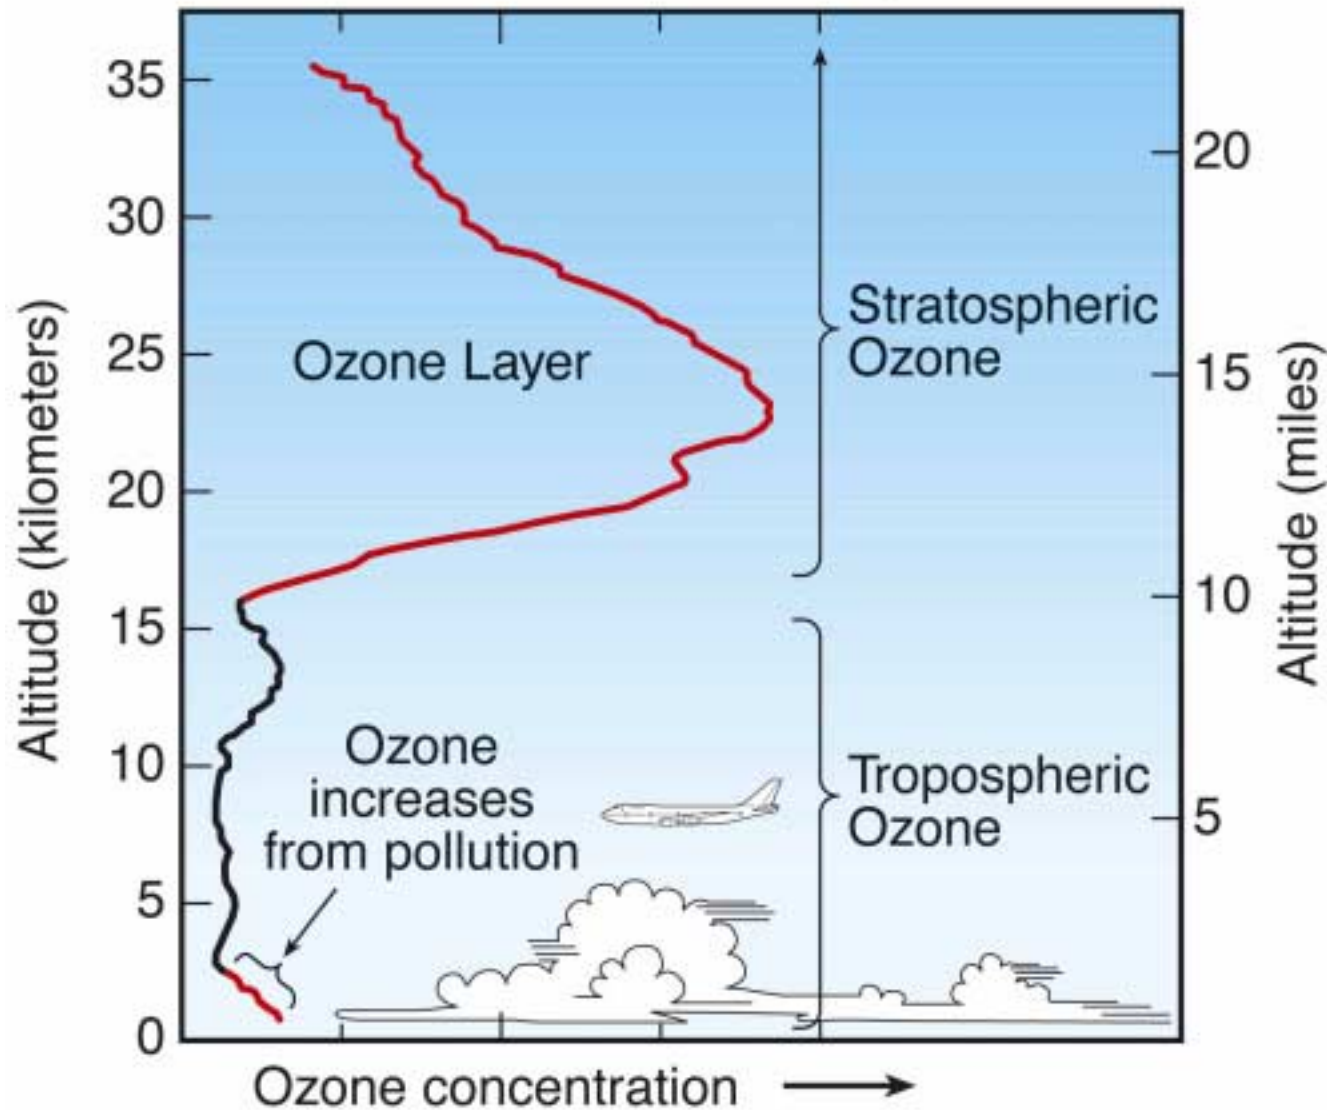 35
30
25
20
15
10
5
0
Altitude (kilometers)
Ozone Layer
Ozone
increases
from pollution
Stratospheric
Ozone
Tropospheric
Ozone
20
15
10
5
Altitude (miles)
Ozone concentration